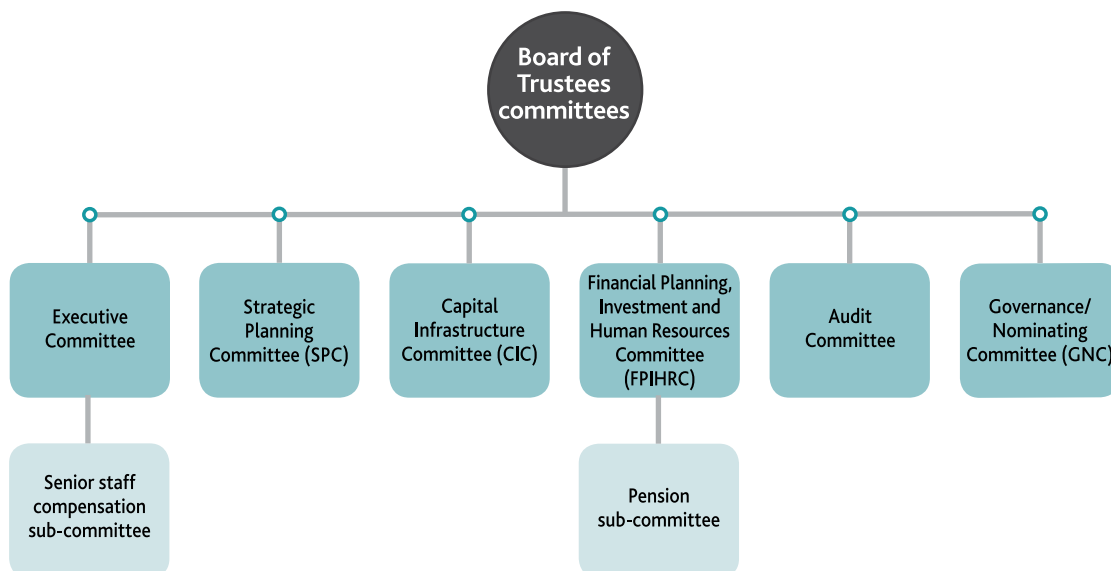 Board of
Trustees
committees
Executive
Committee
Strategic
Planning
Committee (SPC)
Capital
Infrastructure
Committee (CIC)
Financial Planning,
Investment and
Human Resources
Committee
(FPIHRC)
Audit
Committee
Governance/
Nominating
Committee (GNC)
Senior staff
compensation
sub-committee
Pension
sub-committee